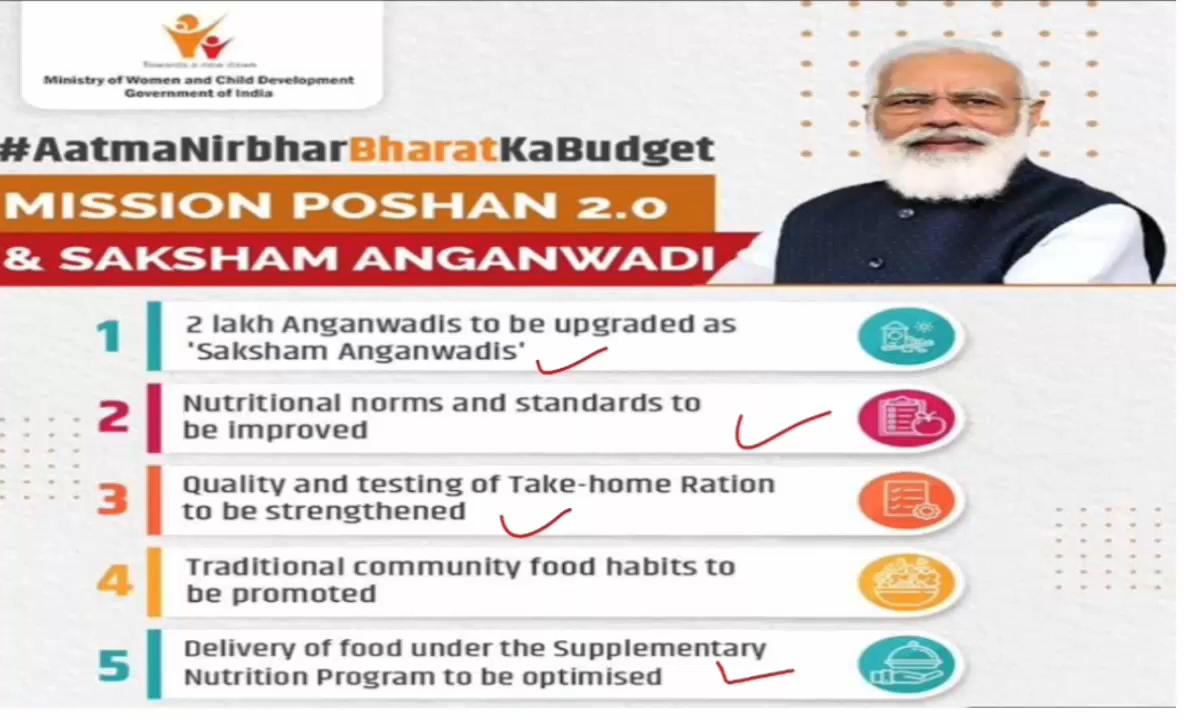 Towards a new dawn
Ministry of Women and Child Development
Government of India
#AatmaNirbharBharatKaBudget
MISSION POSHAN 2.0
& SAKSHAM ANGANWADI
1
2 lakh Anganwadis to be upgraded as
'Saksham Anganwadis'
2
Nutritional norms and standards to
be improved
3
Quality and testing of Take-home Ration
to be strengthened
4
Traditional community food habits to
be promoted
5
Delivery of food under the Supplementary
Nutrition Program to be optimised